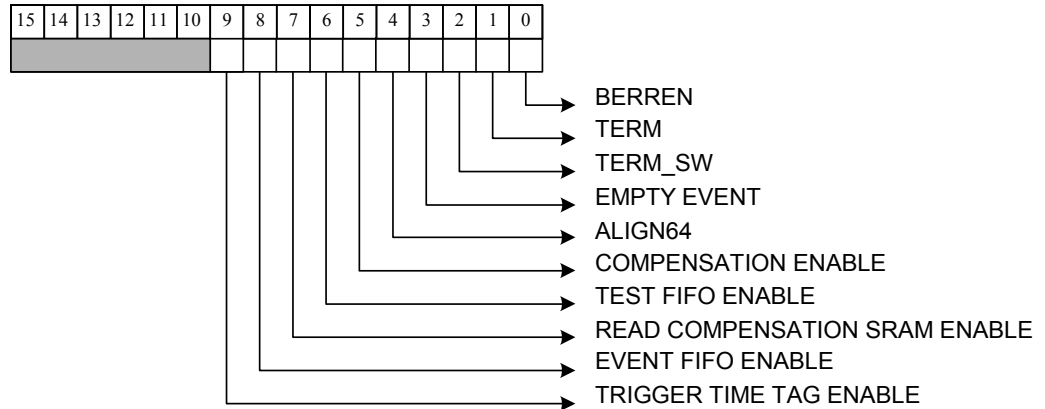 15 14 13 12 11 10 9 8 7 6 5 4 3 2 1 0
BERREN
TERM
TERM_SW
EMPTY EVENT
ALIGN64
COMPENSATION ENABLE
TEST FIFO ENABLE
READ COMPENSATION SRAM ENABLE
EVENT FIFO ENABLE
TRIGGER TIME TAG ENABLE